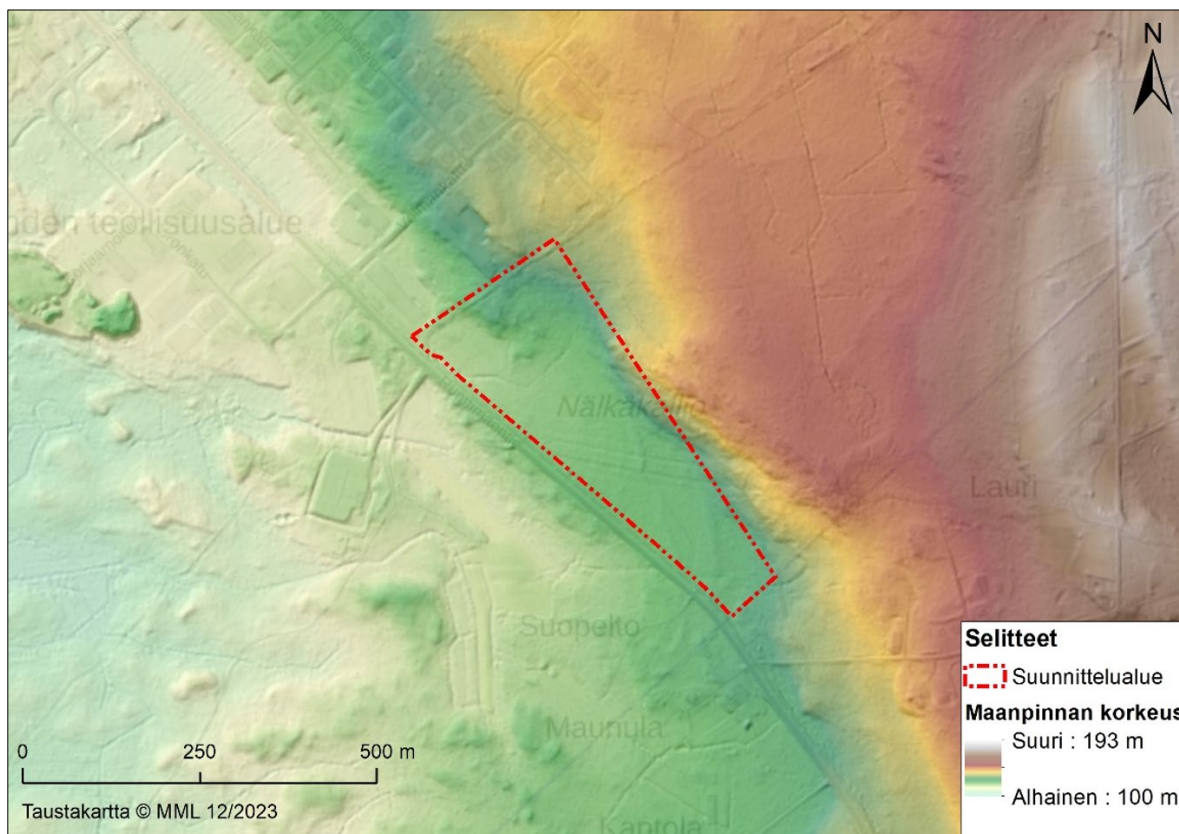 N
nden teollisuusalue
Nälkäkallio
Lauri
Suopelto
Maunula
Kantola
Selitteet
Suunnittelualue
Maanpinnan korkeus
Suuri : 193 m
Alhainen : 100 m
0 250 500 m
Taustakartta © MML 12/2023